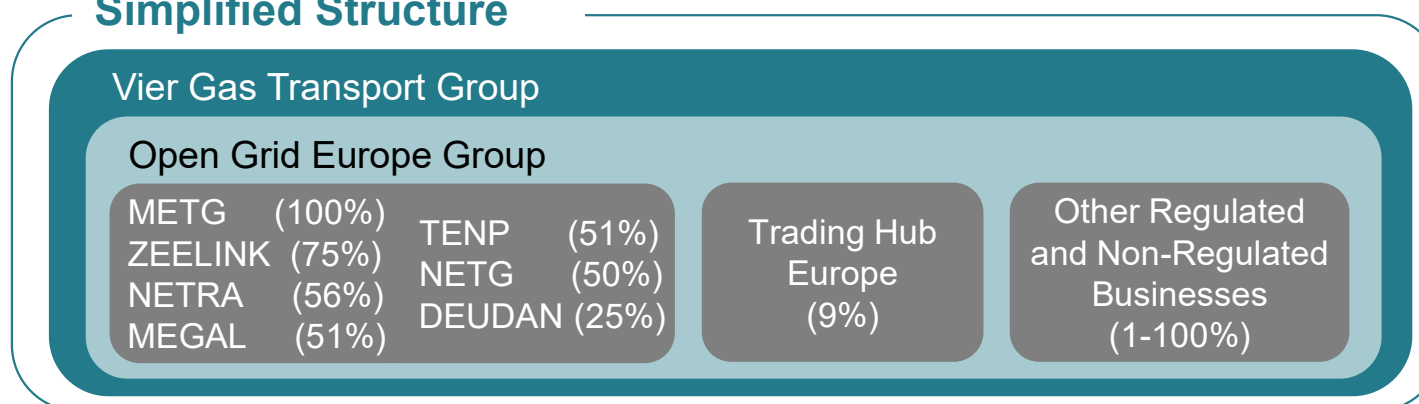 Simplified Structure
Vier Gas Transport Group
Open Grid Europe Group
METG (100%)
ZEELINK (75%)
NETRA (56%)
MEGAL (51%)
TENP (51%)
NETG (50%)
DEUDAN (25%)
Trading Hub
Europe
(9%)
Other Regulated
and Non-Regulated
Businesses
(1-100%)